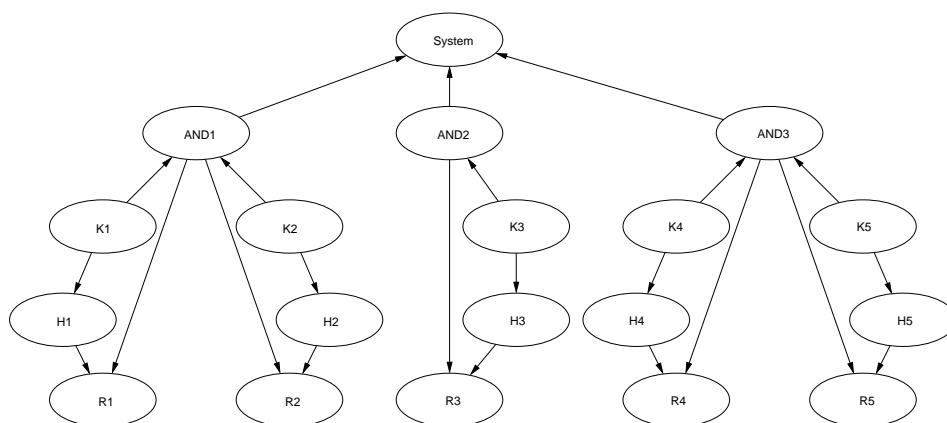 System
AND1
AND2
AND3
K1
K2
K3
K4
K5
H1
H2
H3
H4
H5
R1
R2
R3
R4
R5